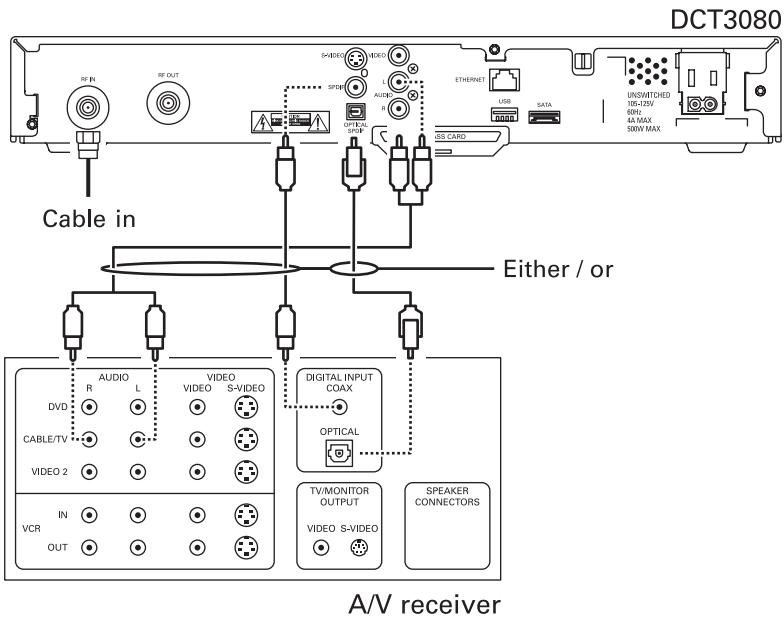 DCT3080
RF IN
RF OUT
S-VIDEO
VIDEO
SPDIF
L
AUDIO
R
OPTICAL
SPDIF
ETHERNET
USB
SATA
UNSWITCHED
105-125V
60Hz
4A MAX
500W MAX
ASS CARD
Cable in
Either / or
AUDIO
R L
VIDEO
VIDEO S-VIDEO
DVD
CABLE/TV
VIDEO 2
VCR
IN
OUT
DIGITAL INPUT
COAX
OPTICAL
TV/MONITOR
OUTPUT
VIDEO S-VIDEO
SPEAKER
CONNECTORS
A/V receiver